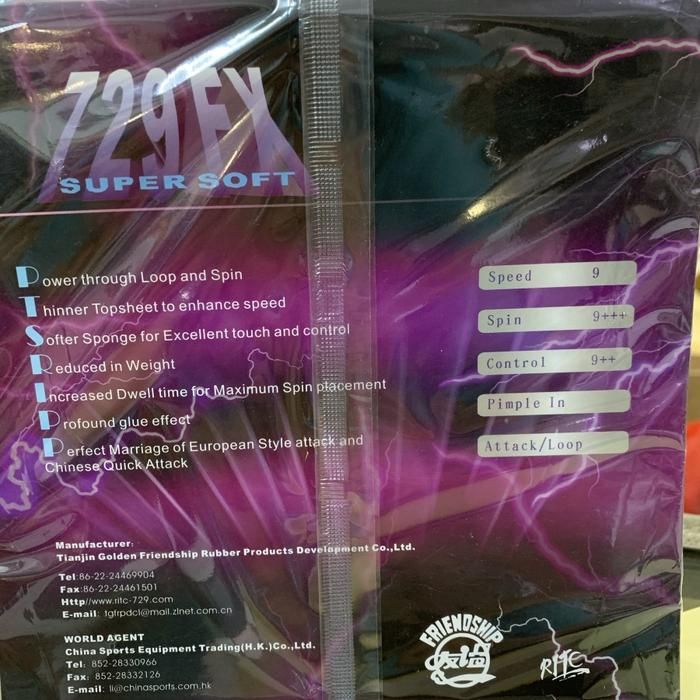 729 FX
SUPER SOFT
Power through Loop and Spin
Thinner Topsheet to enhance speed
Softer Sponge for Excellent touch and control
Reduced in Weight
Increased Dwell time for Maximum Spin placement
Profound glue effect
Perfect Marriage of European Style attack and
Chinese Quick Attack
Speed 9
Spin 9+++
Control 9++
Pimple In
Attack/Loop
Manufacturer:
Tianjin Golden Friendship Rubber Products Development Co.,Ltd.
Tel:86-22-24469904
Fax:86-22-24461501
Http//www.ritc-729.com
E-mail: tgfrpdcl@mail.zlnet.com.cn
WORLD AGENT
China Sports Equipment Trading(H.K.)Co.,Ltd.
Tel: 852-28330966
Fax: 852-28332126
E-mail: li@chinasports.com.hk
FRIENDSHIP
友谊
RITC